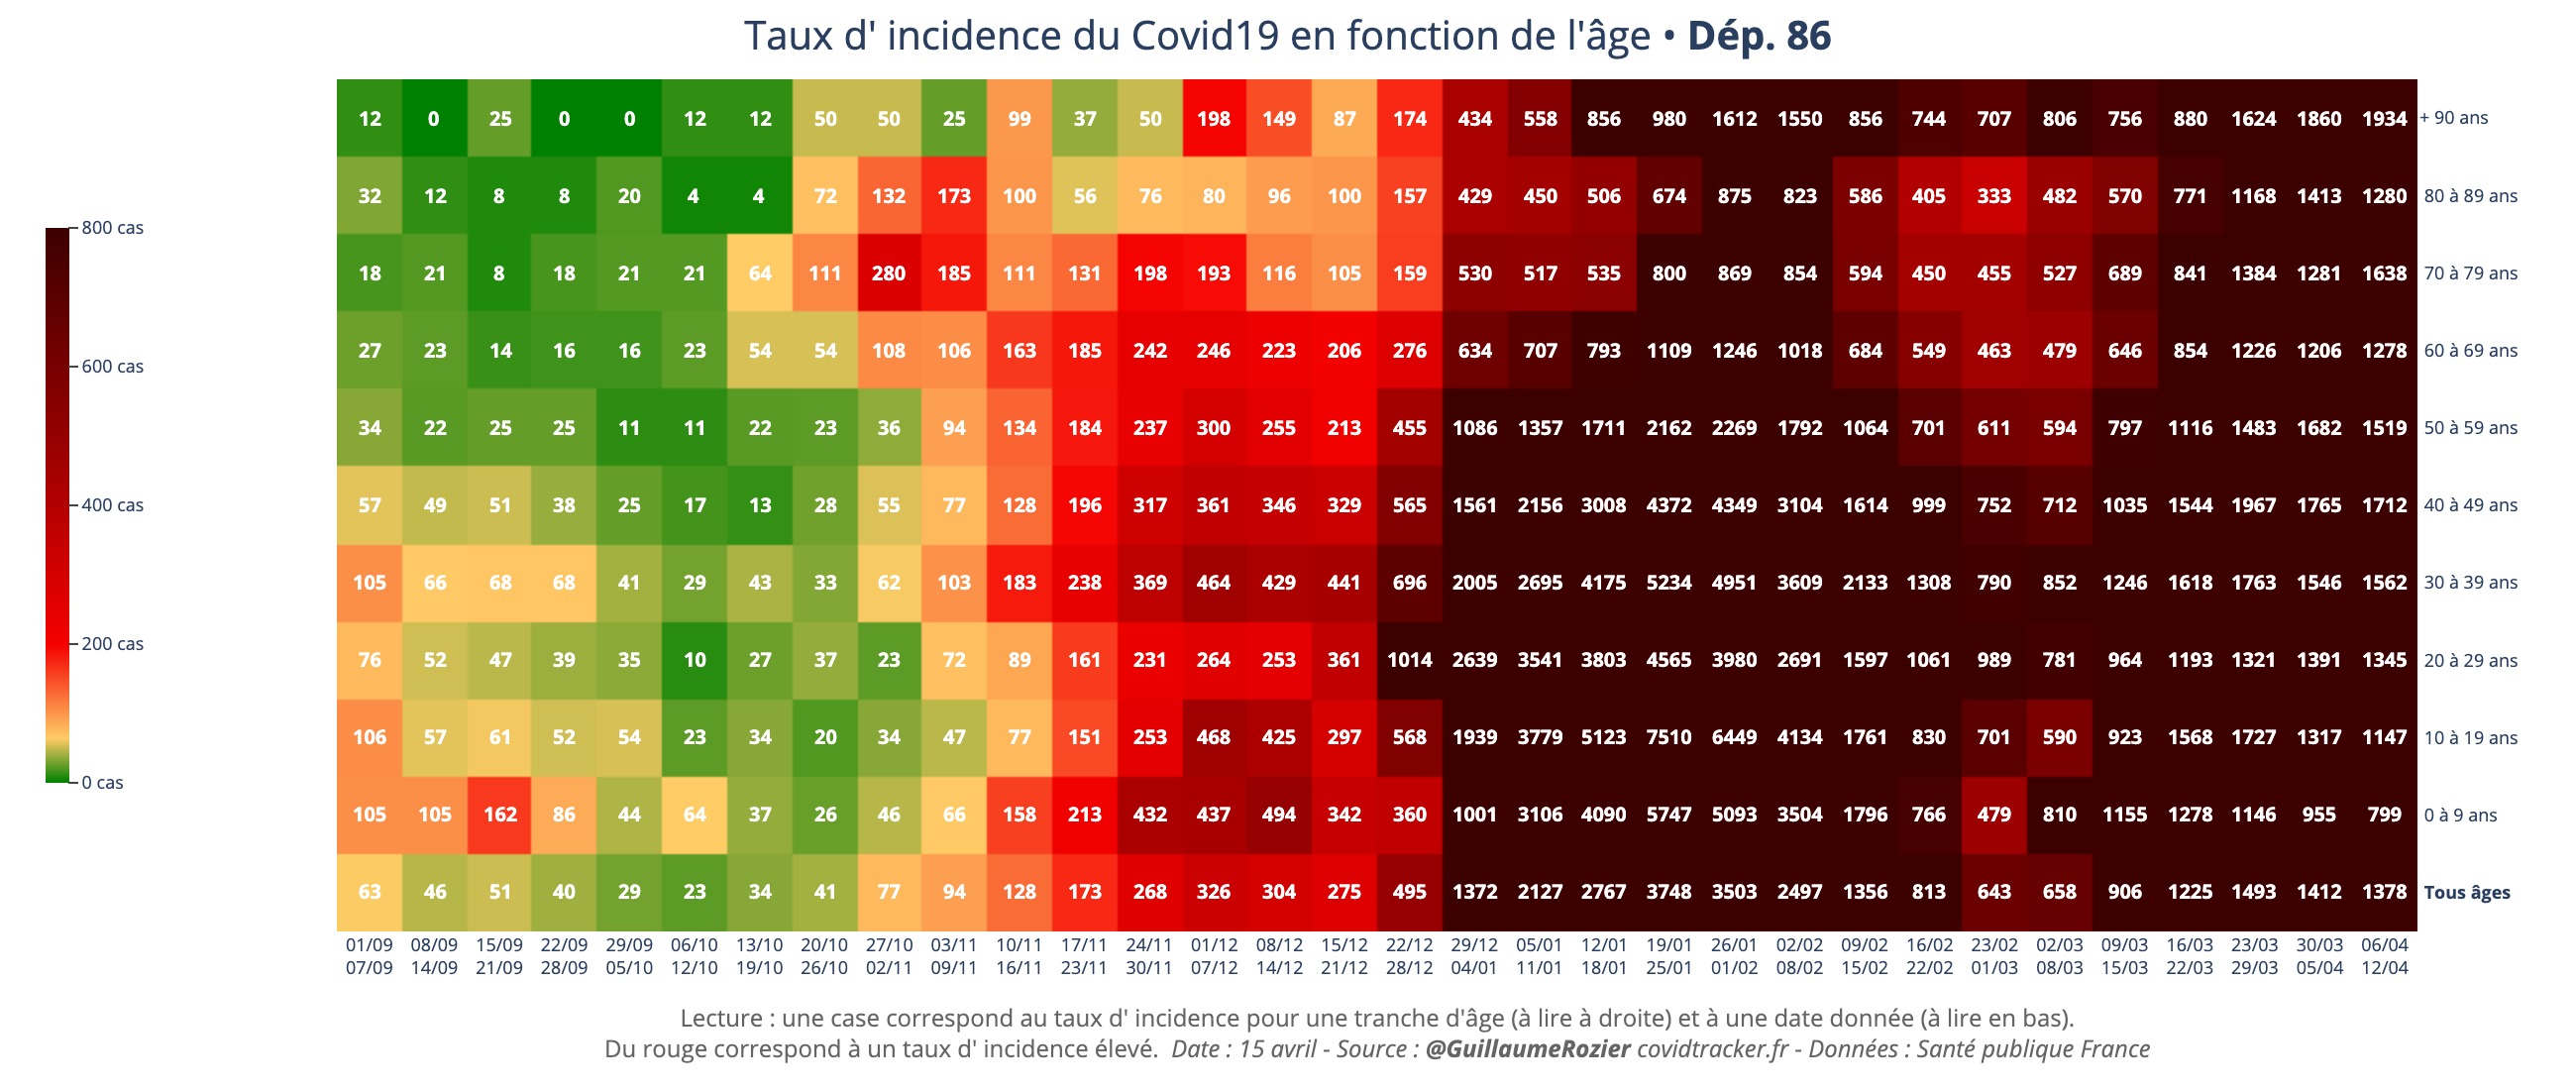 Taux d' incidence du Covid19 en fonction de l'âge • Dép. 86
12 0 25 0 0 12 12 50 50 25 99 37 50 198 149 87 174 434 558 856 980 1612 1550 856 744 707 806 756 880 1624 1860 1934 + 90 ans
32 12 8 8 20 4 4 72 132 173 100 56 76 80 96 100 157 429 450 506 674 875 823 586 405 333 482 570 771 1168 1413 1280 80 à 89 ans
18 21 8 18 21 21 64 111 280 185 111 131 198 193 116 105 159 530 517 535 800 869 854 594 450 455 527 689 841 1384 1281 1638 70 à 79 ans
27 23 14 16 16 23 54 54 108 106 163 185 242 246 223 206 276 634 707 793 1109 1246 1018 684 549 463 479 646 854 1226 1206 1278 60 à 69 ans
34 22 25 25 11 11 22 23 36 94 134 184 237 300 255 213 455 1086 1357 1711 2162 2269 1792 1064 701 611 594 797 1116 1483 1682 1519 50 à 59 ans
57 49 51 38 25 17 13 28 55 77 128 196 317 361 346 329 565 1561 2156 3008 4372 4349 3104 1614 999 752 712 1035 1544 1967 1765 1712 40 à 49 ans
105 66 68 68 41 29 43 33 62 103 183 238 369 464 429 441 696 2005 2695 4175 5234 4951 3609 2133 1308 790 852 1246 1618 1763 1546 1562 30 à 39 ans
76 52 47 39 35 10 27 37 23 72 89 161 231 264 253 361 1014 2639 3541 3803 4565 3980 2691 1597 1061 989 781 964 1193 1321 1391 1345 20 à 29 ans
106 57 61 52 54 23 34 20 34 47 77 151 253 468 425 297 568 1939 3779 5123 7510 6449 4134 1761 830 701 590 923 1568 1727 1317 1147 10 à 19 ans
105 105 162 86 44 64 37 26 46 66 158 213 432 437 494 342 360 1001 3106 4090 5747 5093 3504 1796 766 479 810 1155 1278 1146 955 799 0 à 9 ans
63 46 51 40 29 23 34 41 77 94 128 173 268 326 304 275 495 1372 2127 2767 3748 3503 2497 1356 813 643 658 906 1225 1493 1412 1378 Tous âges
800 cas
600 cas
400 cas
200 cas
0 cas
01/09 08/09 15/09 22/09 29/09 06/10 13/10 20/10 27/10 03/11 10/11 17/11 24/11 01/12 08/12 15/12 22/12 29/12 05/01 12/01 19/01 26/01 02/02 09/02 16/02 23/02 02/03 09/03 16/03 23/03 30/03 06/04
07/09 14/09 21/09 28/09 05/10 12/10 19/10 26/10 02/11 09/11 16/11 23/11 30/11 07/12 14/12 21/12 28/12 04/01 11/01 18/01 25/01 01/02 08/02 15/02 22/02 01/03 08/03 15/03 22/03 29/03 05/04 12/04
Lecture : une case correspond au taux d' incidence pour une tranche d'âge (à lire à droite) et à une date donnée (à lire en bas).
Du rouge correspond à un taux d' incidence élevé. Date : 15 avril - Source : @GuillaumeRozier covidtracker.fr - Données : Santé publique France